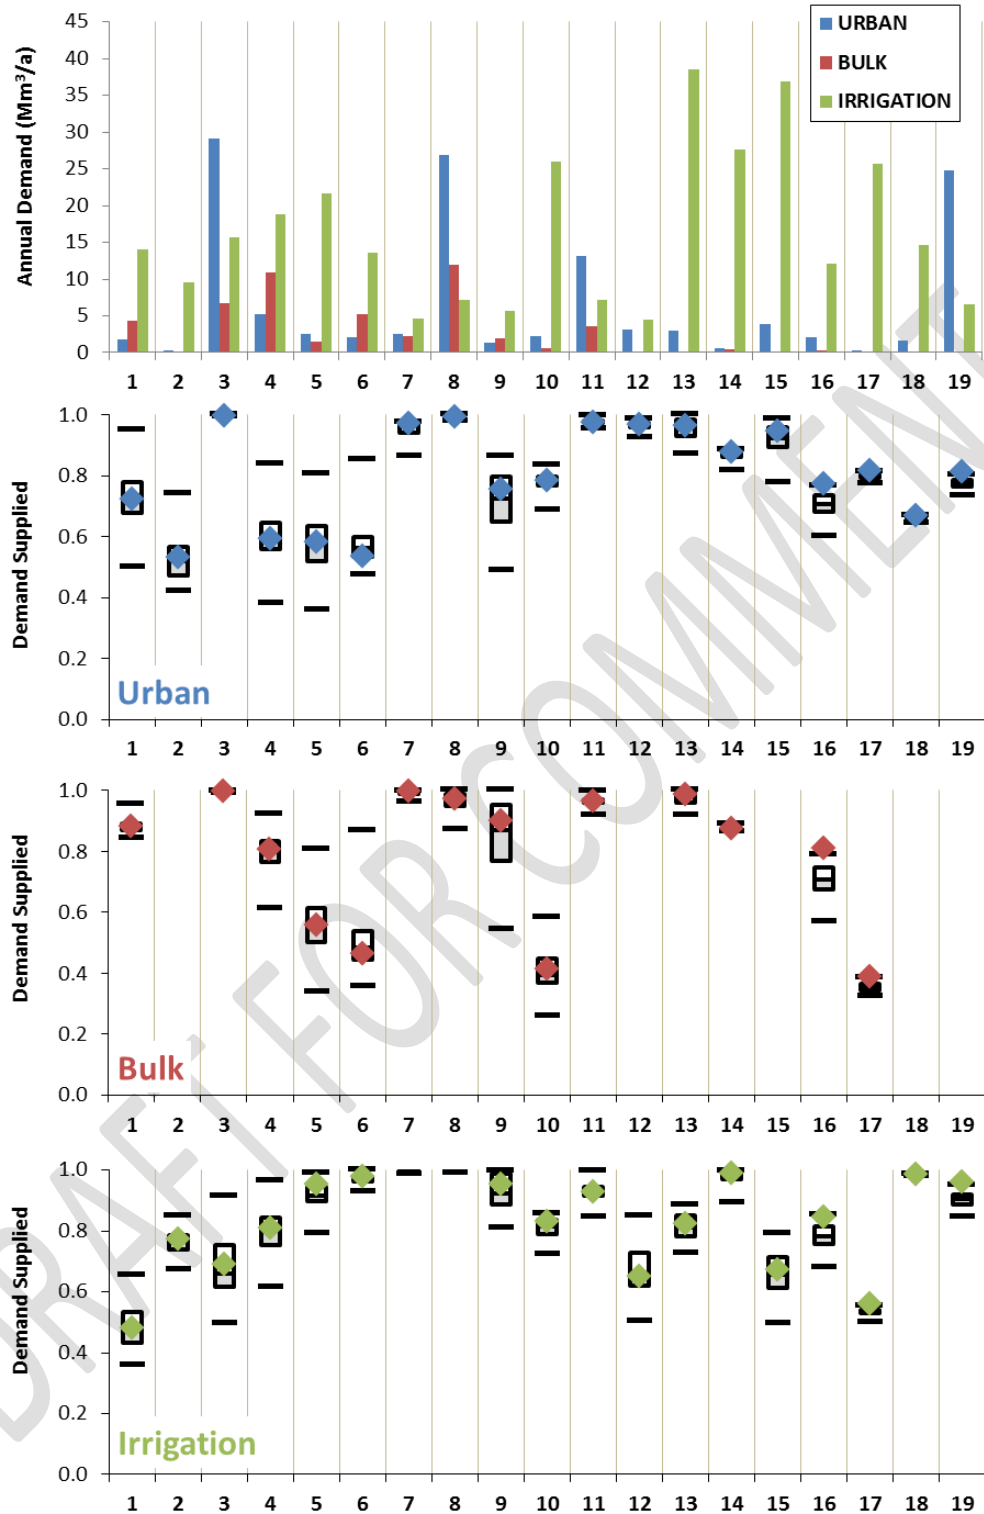 45
40
35
30
25
20
15
10
5
0
Annual Demand (Mm³/a)
URBAN
BULK
IRRIGATION
1 2 3 4 5 6 7 8 9 10 11 12 13 14 15 16 17 18 19
1.0
0.8
0.6
0.4
0.2
0.0
Demand Supplied
Urban
1 2 3 4 5 6 7 8 9 10 11 12 13 14 15 16 17 18 19
1.0
0.8
0.6
0.4
0.2
0.0
Demand Supplied
Bulk
1 2 3 4 5 6 7 8 9 10 11 12 13 14 15 16 17 18 19
1.0
0.8
0.6
0.4
0.2
0.0
Demand Supplied
Irrigation
1 2 3 4 5 6 7 8 9 10 11 12 13 14 15 16 17 18 19
DRAFT FOR COMMENT